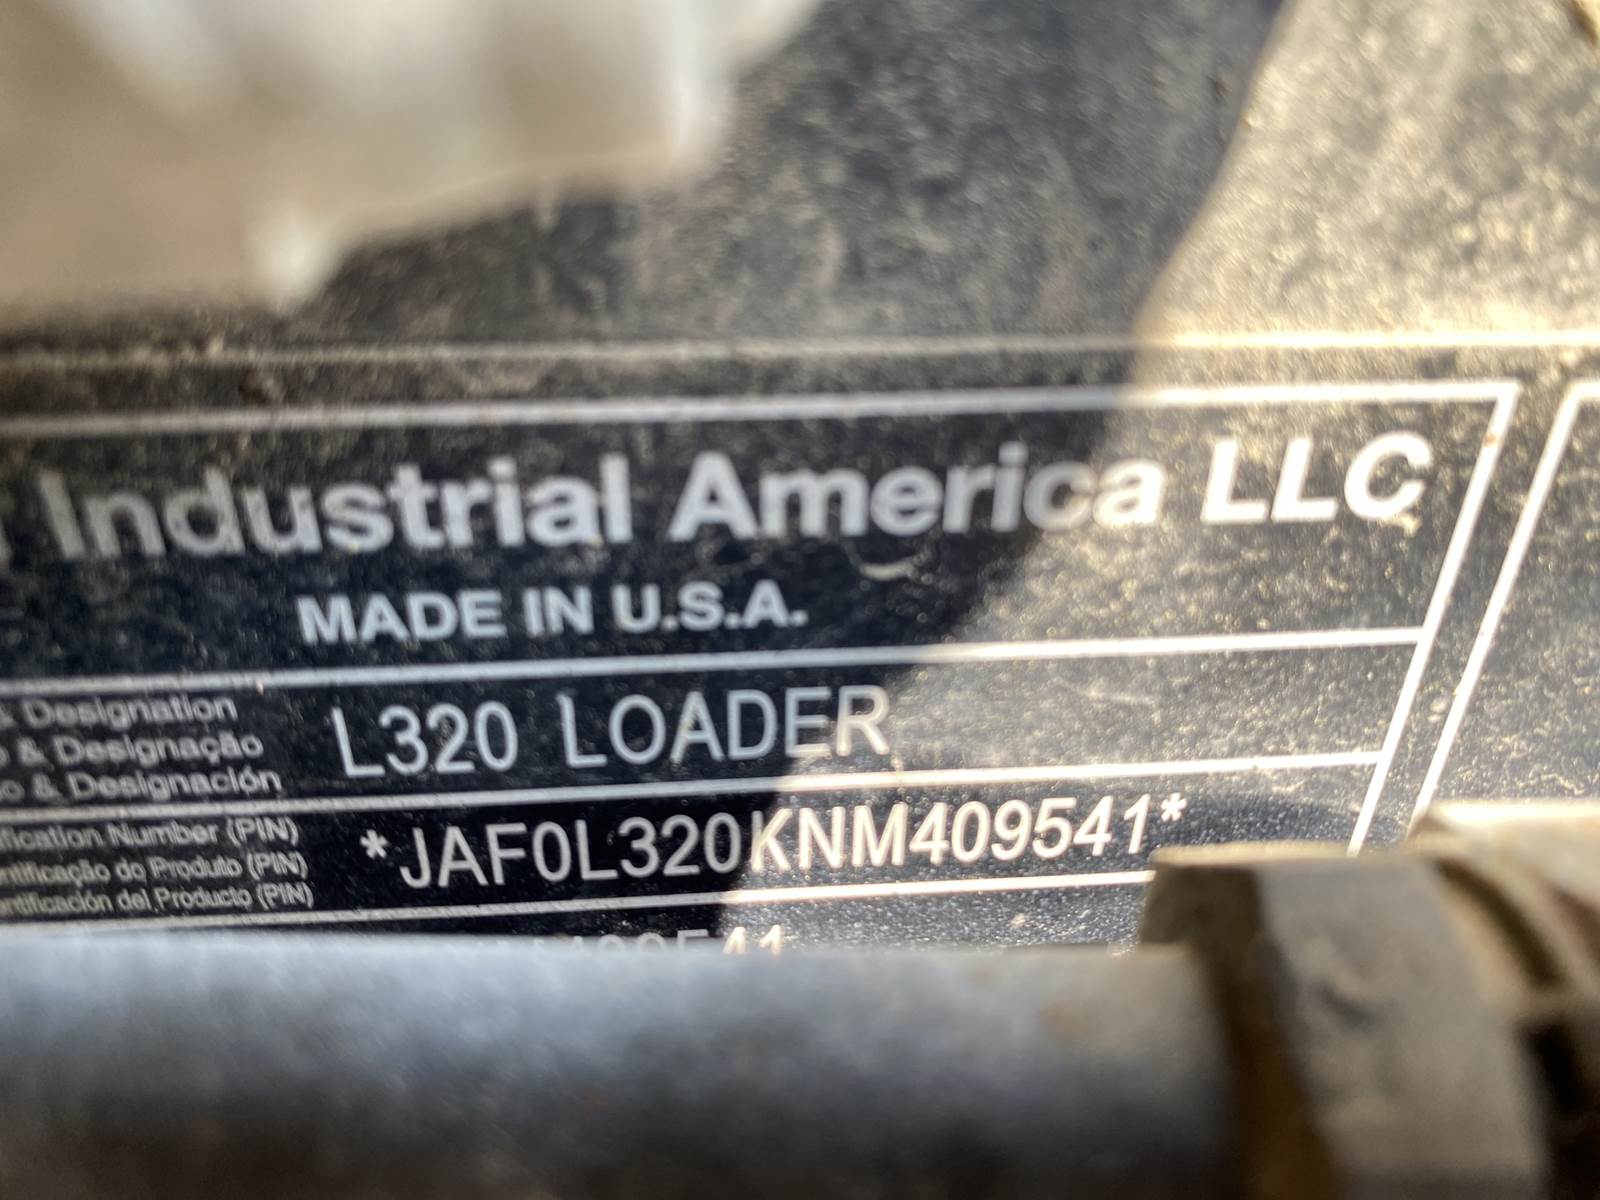 Industrial America LLC
MADE IN U.S.A.
& Designation
& Designação
& Designación
L320 LOADER
Number (PIN)
do Produto (PIN)
del Producto (PIN)
*JAF0L320KNM409541*